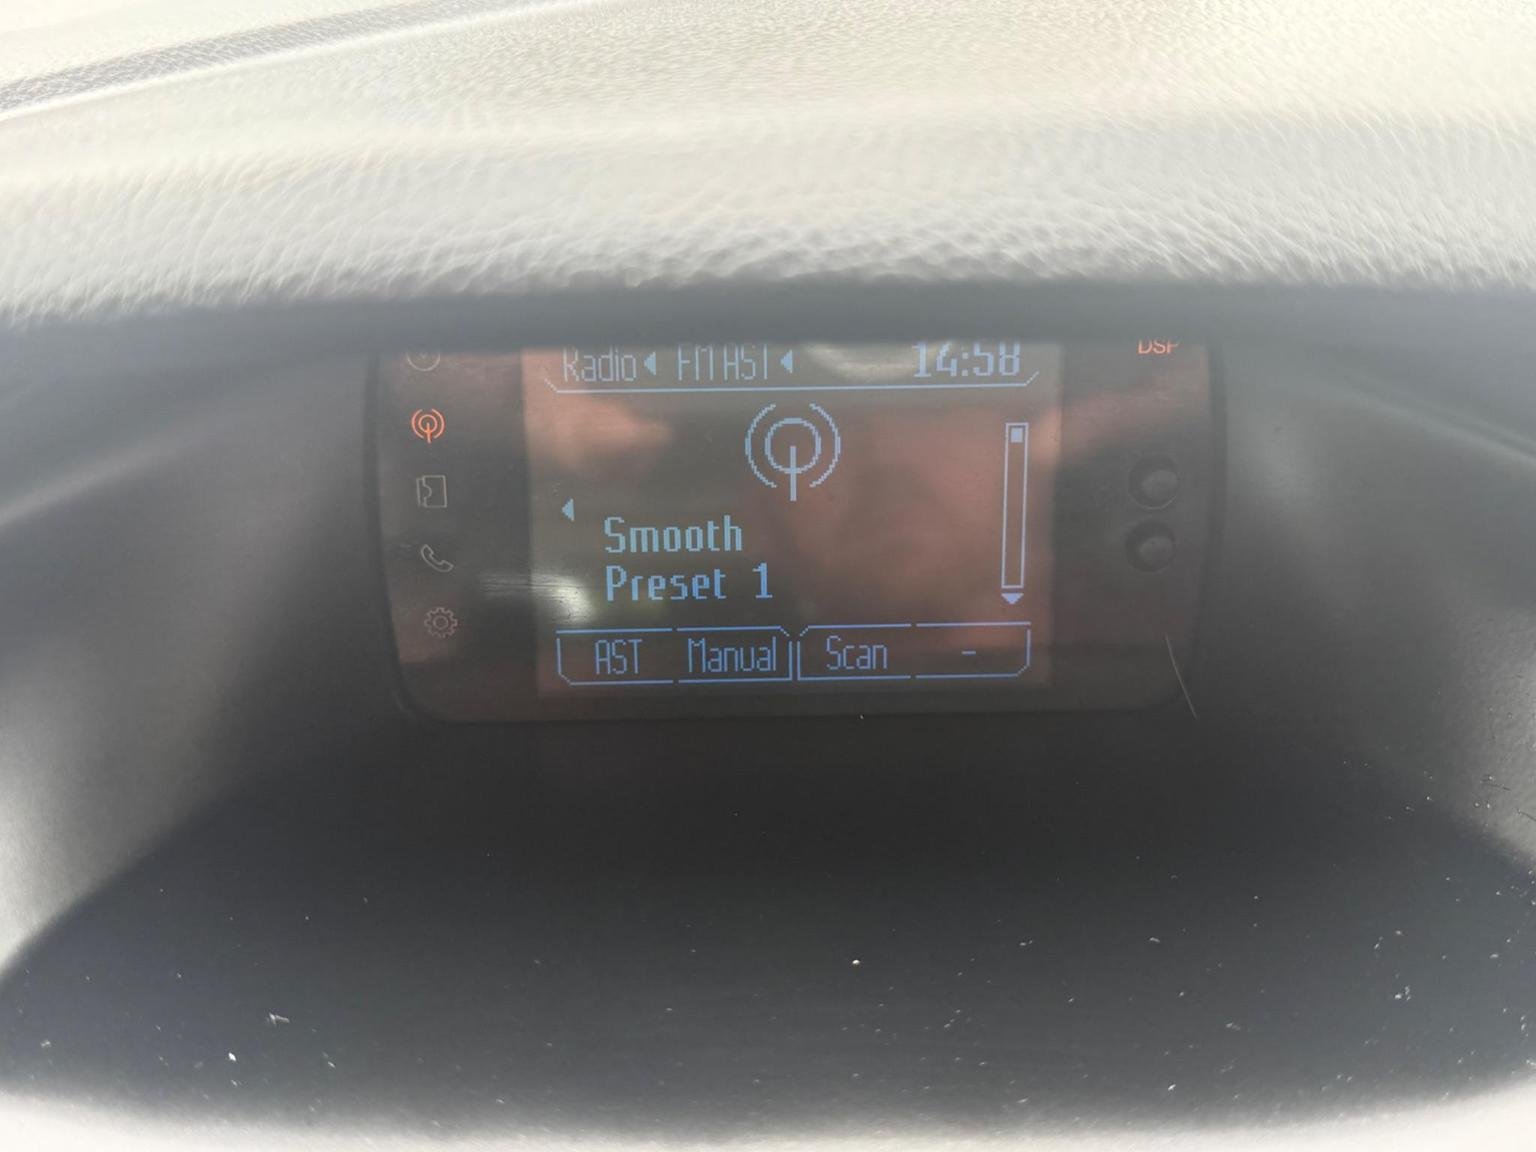 Radio FM AST 14:58
DSP
Smooth
Preset 1
AST Manual Scan -